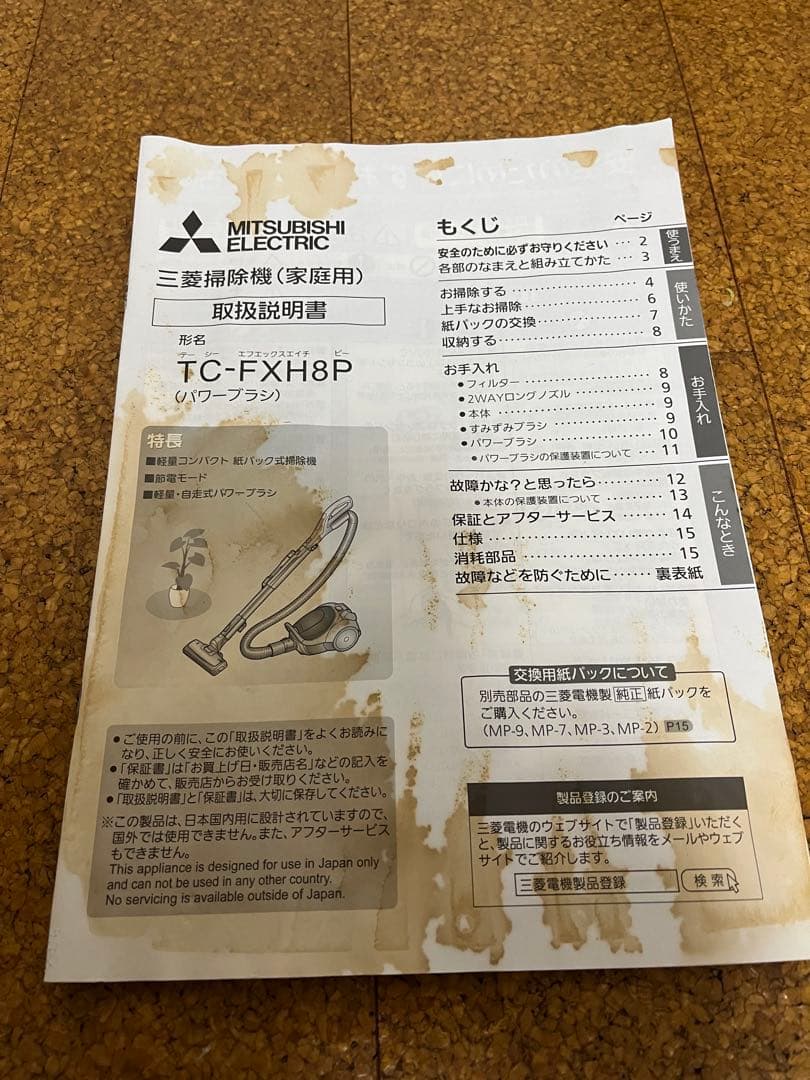 MITSUBISHI
ELECTRIC
三菱掃除機(家庭用)
取扱説明書
形名
テー シー エフエックスエイチ ピー
TC-FXH8P
(パワーブラシ)
特長
■軽量コンパクト 紙パック式掃除機
■節電モード
■軽量・自走式パワーブラシ
●ご使用の前に、この「取扱説明書」をよくお読みに
なり、正しく安全にお使いください。
●「保証書」は「お買上げ日・販売店名」などの記入を
確かめて、販売店からお受け取りください。
●「取扱説明書」と「保証書」は、大切に保存してください。
※この製品は、日本国内用に設計されていますので、
国外では使用できません。また、アフターサービス
もできません。
This appliance is designed for use in Japan only
and can not be used in any other country.
No servicing is available outside of Japan.
もくじ
ページ
安全のために必ずお守りください … 2
各部のなまえと組み立てかた … 3
使うまえ
お掃除する … 4
上手なお掃除 … 6
紙パックの交換 … 7
収納する … 8
使いかた
お手入れ
●フィルター … 8
●2WAYロングノズル … 9
●本体 … 9
●すみずみブラシ … 9
●パワーブラシ … 10
●パワーブラシの保護装置について … 11
お手入れ
故障かな?と思ったら … 12
●本体の保護装置について … 13
保証とアフターサービス … 14
仕様 … 15
消耗部品 … 15
故障などを防ぐために …… 裏表紙
こんなとき
交換用紙パックについて
別売部品の三菱電機製 純正 紙パックを
ご購入ください。
(MP-9、MP-7、MP-3、MP-2) P15
製品登録のご案内
三菱電機のウェブサイトで「製品登録」いただく
と、製品に関するお役立ち情報をメールやウェブ
サイトでご紹介します。
三菱電機製品登録 検索